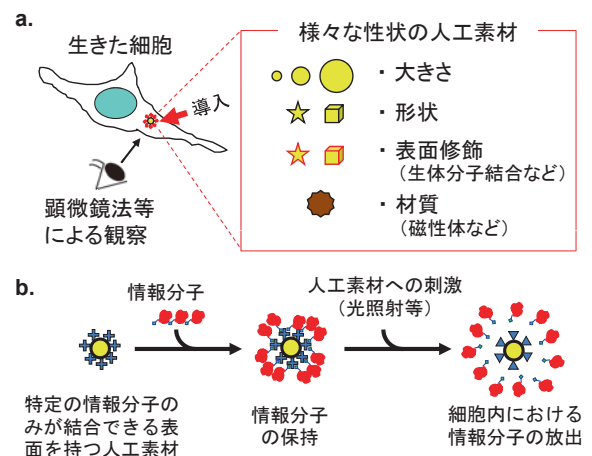 a.
生きた細胞
導入
顕微鏡法等
による観察
様々な性状の人工素材
・大きさ
・形状
・表面修飾
（生体分子結合など）
・材質
（磁性体など）
b.
情報分子
人工素材への刺激
（光照射等）
特定の情報分子の
みが結合できる表
面を持つ人工素材
情報分子
の保持
細胞内における
情報分子の放出